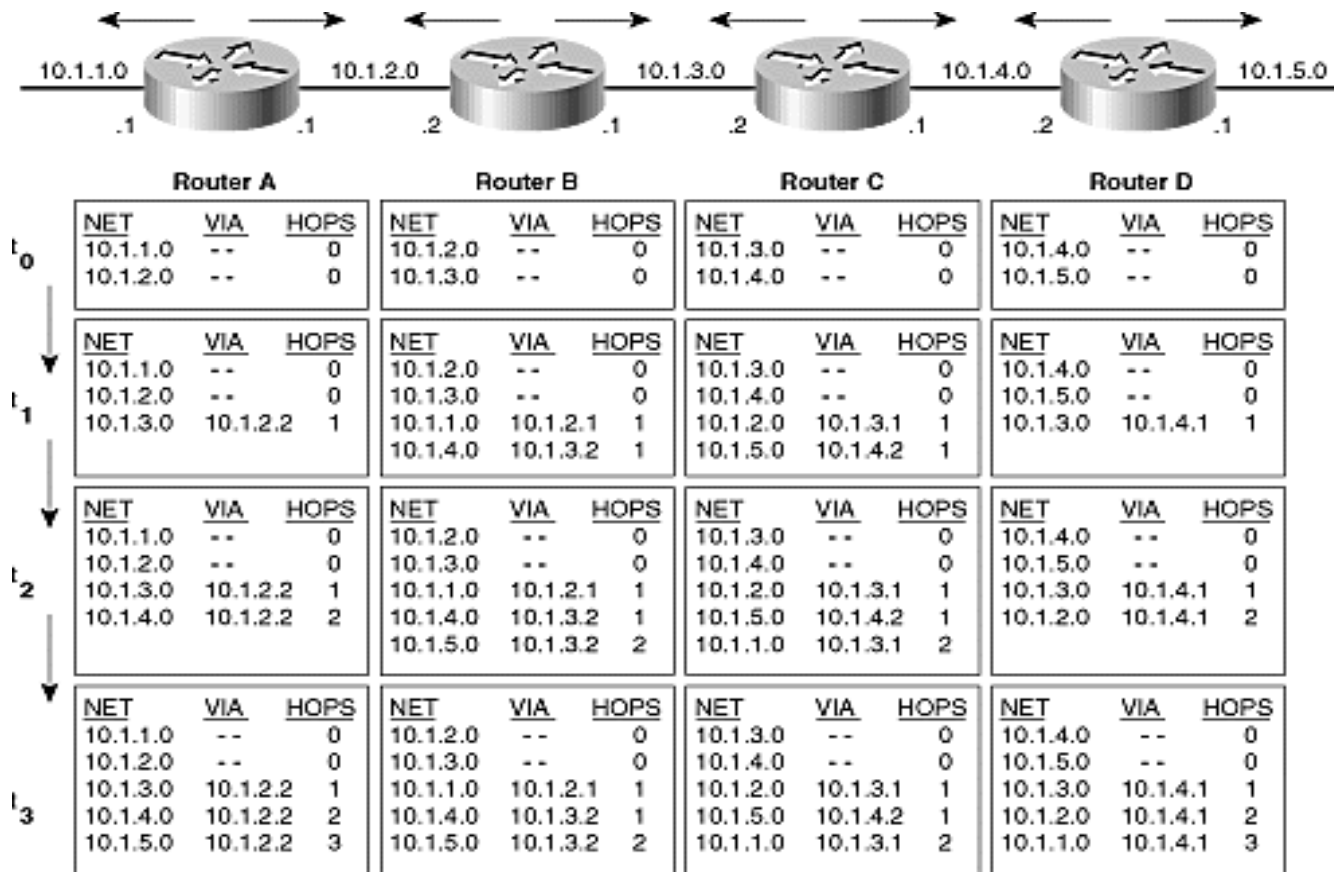 10.1.1.0 10.1.2.0 10.1.3.0 10.1.4.0 10.1.5.0
.1 .1 .2 .1 .2 .1 .2 .1
Router A Router B Router C Router D
t0
NET VIA HOPS
10.1.1.0 -- 0
10.1.2.0 -- 0
NET VIA HOPS
10.1.2.0 -- 0
10.1.3.0 -- 0
NET VIA HOPS
10.1.3.0 -- 0
10.1.4.0 -- 0
NET VIA HOPS
10.1.4.0 -- 0
10.1.5.0 -- 0
t1
NET VIA HOPS
10.1.1.0 -- 0
10.1.2.0 -- 0
10.1.3.0 10.1.2.2 1
NET VIA HOPS
10.1.2.0 -- 0
10.1.3.0 -- 0
10.1.1.0 10.1.2.1 1
10.1.4.0 10.1.3.2 1
NET VIA HOPS
10.1.3.0 -- 0
10.1.4.0 -- 0
10.1.2.0 10.1.3.1 1
10.1.5.0 10.1.4.2 1
NET VIA HOPS
10.1.4.0 -- 0
10.1.5.0 -- 0
10.1.3.0 10.1.4.1 1
t2
NET VIA HOPS
10.1.1.0 -- 0
10.1.2.0 -- 0
10.1.3.0 10.1.2.2 1
10.1.4.0 10.1.2.2 2
NET VIA HOPS
10.1.2.0 -- 0
10.1.3.0 -- 0
10.1.1.0 10.1.2.1 1
10.1.4.0 10.1.3.2 1
10.1.5.0 10.1.3.2 2
NET VIA HOPS
10.1.3.0 -- 0
10.1.4.0 -- 0
10.1.2.0 10.1.3.1 1
10.1.5.0 10.1.4.2 1
10.1.1.0 10.1.3.1 2
NET VIA HOPS
10.1.4.0 -- 0
10.1.5.0 -- 0
10.1.3.0 10.1.4.1 1
10.1.2.0 10.1.4.1 2
t3
NET VIA HOPS
10.1.1.0 -- 0
10.1.2.0 -- 0
10.1.3.0 10.1.2.2 1
10.1.4.0 10.1.2.2 2
10.1.5.0 10.1.2.2 3
NET VIA HOPS
10.1.2.0 -- 0
10.1.3.0 -- 0
10.1.1.0 10.1.2.1 1
10.1.4.0 10.1.3.2 1
10.1.5.0 10.1.3.2 2
NET VIA HOPS
10.1.3.0 -- 0
10.1.4.0 -- 0
10.1.2.0 10.1.3.1 1
10.1.5.0 10.1.4.2 1
10.1.1.0 10.1.3.1 2
NET VIA HOPS
10.1.4.0 -- 0
10.1.5.0 -- 0
10.1.3.0 10.1.4.1 1
10.1.2.0 10.1.4.1 2
10.1.1.0 10.1.4.1 3